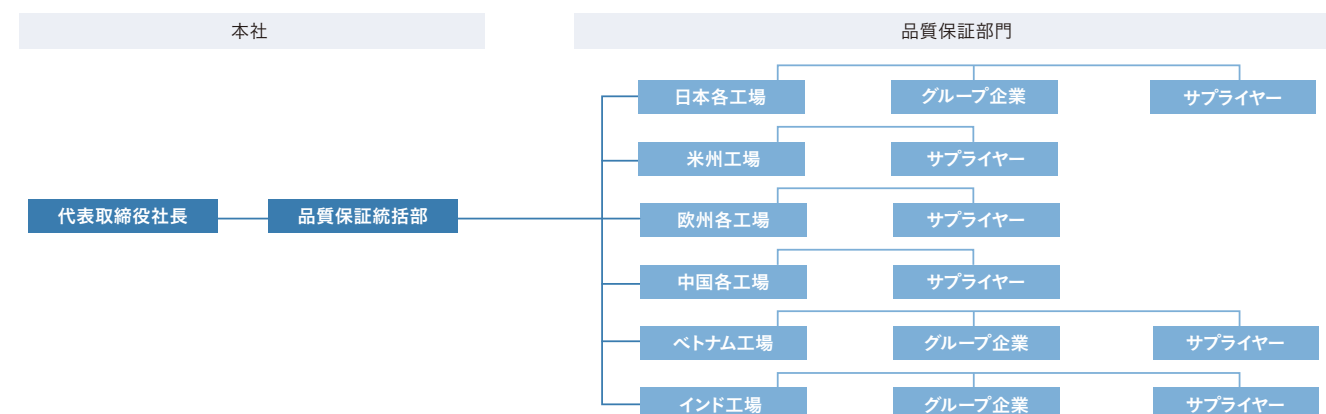 本社
品質保証部門
日本各工場 グループ企業 サプライヤー
米州工場 サプライヤー
代表取締役社長 品質保証統括部 欧州各工場 サプライヤー
中国各工場 サプライヤー
ベトナム工場 グループ企業 サプライヤー
インド工場 グループ企業 サプライヤー